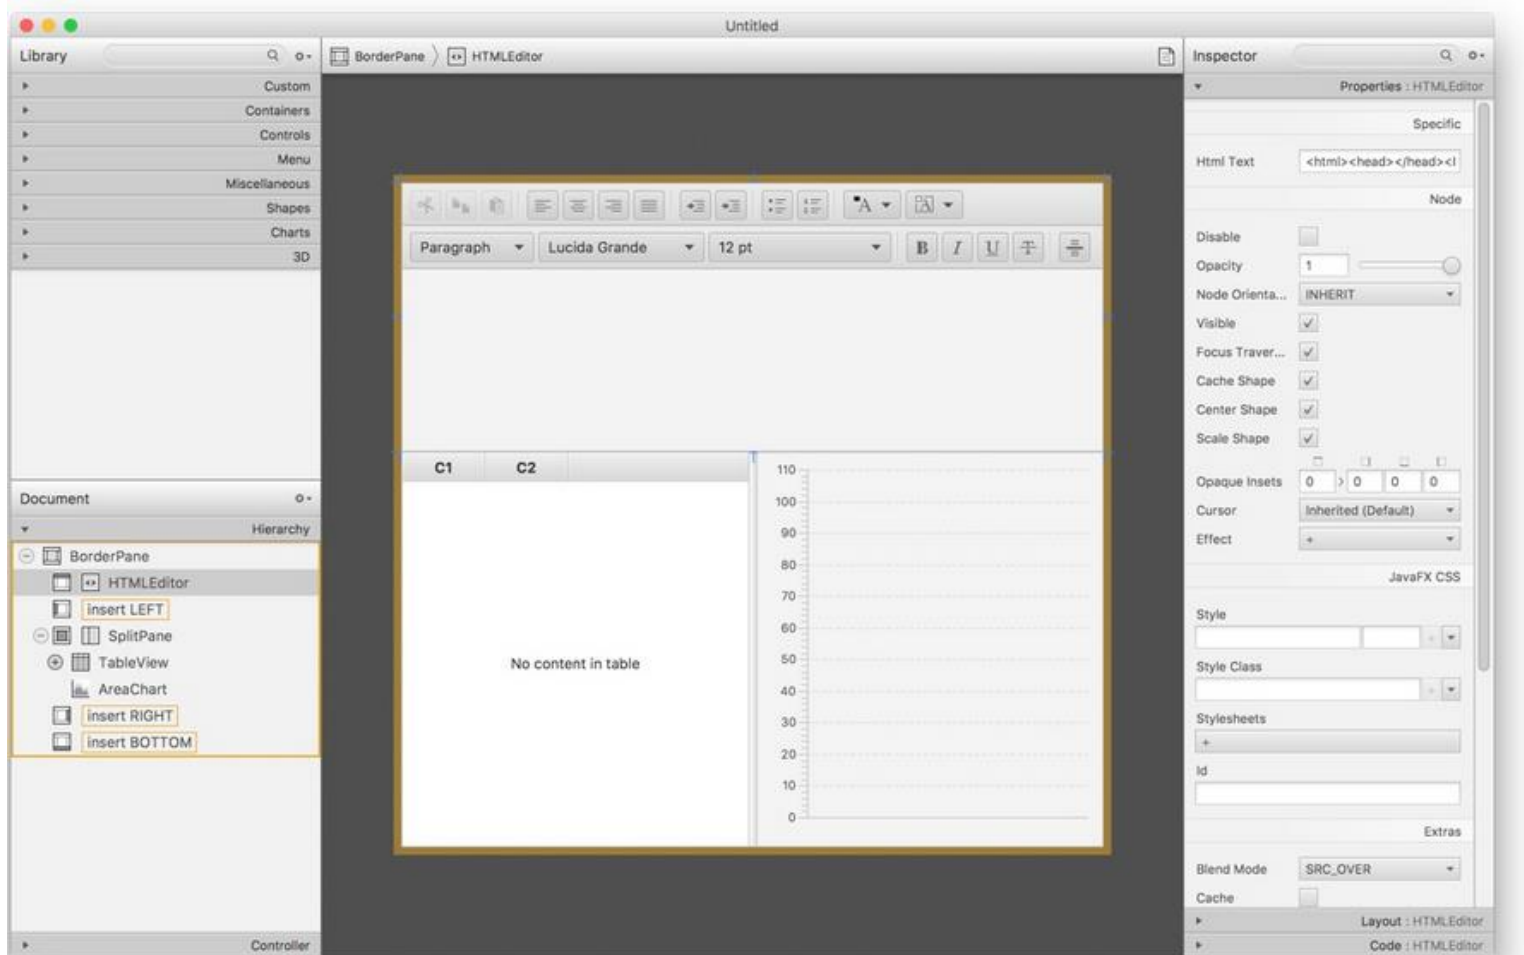 Untitled
Library
Custom
Containers
Controls
Menu
Miscellaneous
Shapes
Charts
3D
Document
Hierarchy
BorderPane
HTMLEditor
insert LEFT
SplitPane
TableView
AreaChart
insert RIGHT
insert BOTTOM
Controller
BorderPane HTMLEditor
Paragraph Lucida Grande 12 pt B I U T
C1 C2
No content in table
110
100
90
80
70
60
50
40
30
20
10
0
Inspector
Properties : HTMLEditor
Specific
Html Text <html><head></head><l
Node
Disable
Opacity 1
Node Orienta... INHERIT
Visible
Focus Traver...
Cache Shape
Center Shape
Scale Shape
Opaque Insets 0 0 0 0
Cursor Inherited (Default)
Effect +
JavaFX CSS
Style
Style Class
Stylesheets
+
Id
Extras
Blend Mode SRC_OVER
Cache
Layout : HTMLEditor
Code : HTMLEditor